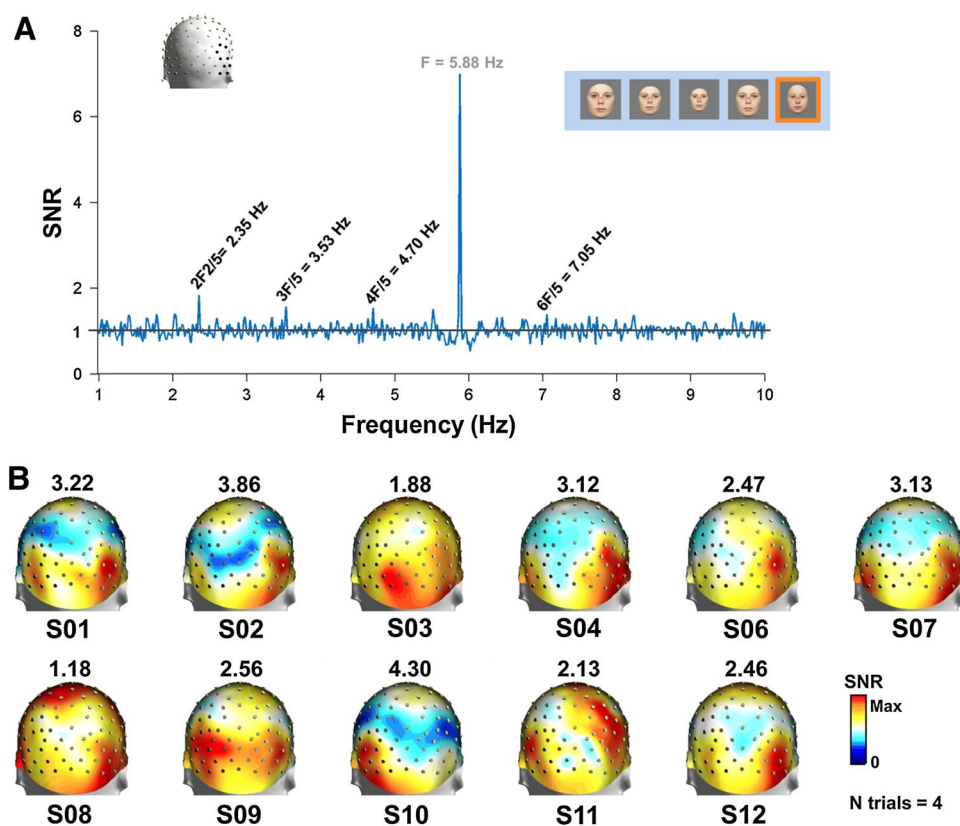 A
8
F = 5.88 Hz
6
4
SNR
2F2/5= 2.35 Hz
3F/5 = 3.53 Hz
4F/5 = 4.70 Hz
6F/5 = 7.05 Hz
2
1
0
1 2 3 4 5 6 7 8 9 10
Frequency (Hz)
B
3.22 3.86 1.88 3.12 2.47 3.13
S01 S02 S03 S04 S06 S07
1.18 2.56 4.30 2.13 2.46
SNR
Max
0
N trials = 4
S08 S09 S10 S11 S12